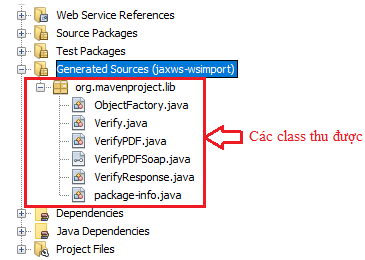 Web Service References
Source Packages
Test Packages
Generated Sources (jaxws-wsimport)
org.mavenproject.lib
ObjectFactory.java
Verify.java
VerifyPDF.java
Các class thu được
VerifyPDFSoap.java
VerifyResponse.java
package-info.java
Dependencies
Java Dependencies
Project Files